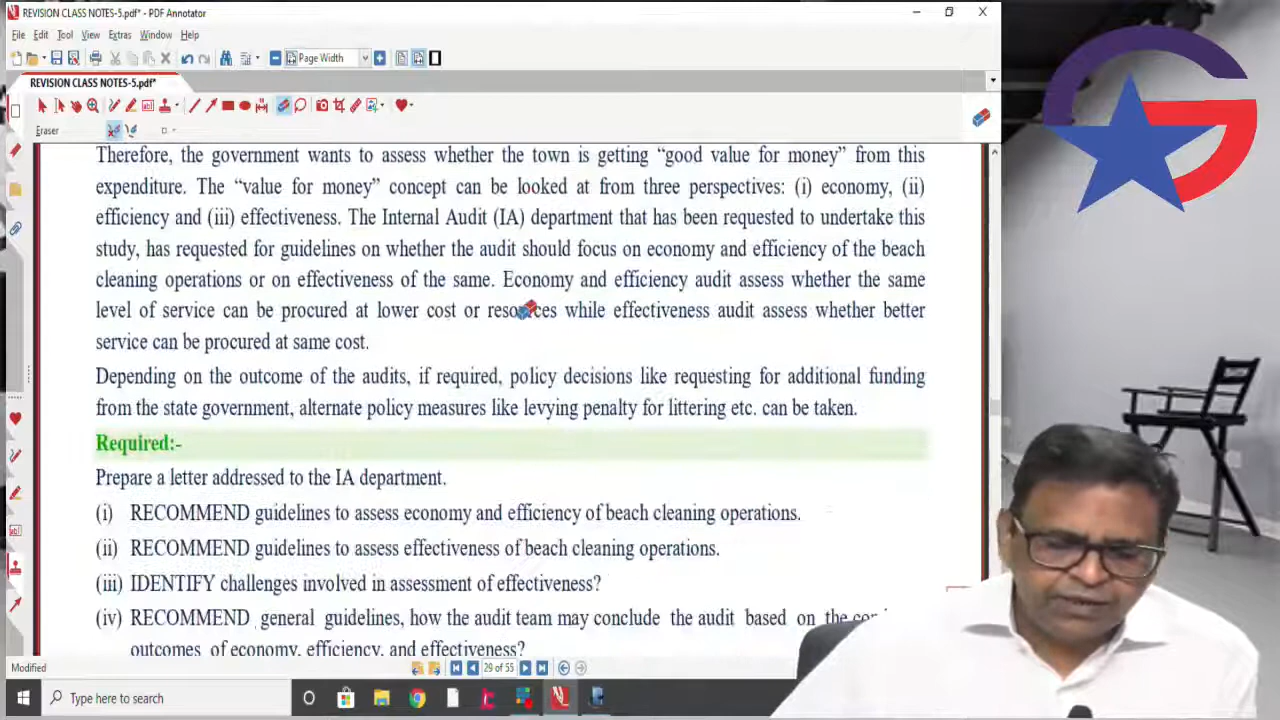 REVISION CLASS NOTES-5.pdf* - PDF Annotator
File Edit Tool View Extras Window Help
Page Width
REVISION CLASS NOTES-5.pdf*
Eraser
Therefore, the government wants to assess whether the town is getting “good value for money” from this
expenditure. The “value for money” concept can be looked at from three perspectives: (i) economy, (ii)
efficiency and (iii) effectiveness. The Internal Audit (IA) department that has been requested to undertake this
study, has requested for guidelines on whether the audit should focus on economy and efficiency of the beach
cleaning operations or on effectiveness of the same. Economy and efficiency audit assess whether the same
level of service can be procured at lower cost or resources while effectiveness audit assess whether better
service can be procured at same cost.
Depending on the outcome of the audits, if required, policy decisions like requesting for additional funding
from the state government, alternate policy measures like levying penalty for littering etc. can be taken.
Required:-
Prepare a letter addressed to the IA department.
(i) RECOMMEND guidelines to assess economy and efficiency of beach cleaning operations.
(ii) RECOMMEND guidelines to assess effectiveness of beach cleaning operations.
(iii) IDENTIFY challenges involved in assessment of effectiveness?
(iv) RECOMMEND general guidelines, how the audit team may conclude the audit based on the
outcomes of economy, efficiency, and effectiveness?
Modified 29 of 55
Type here to search